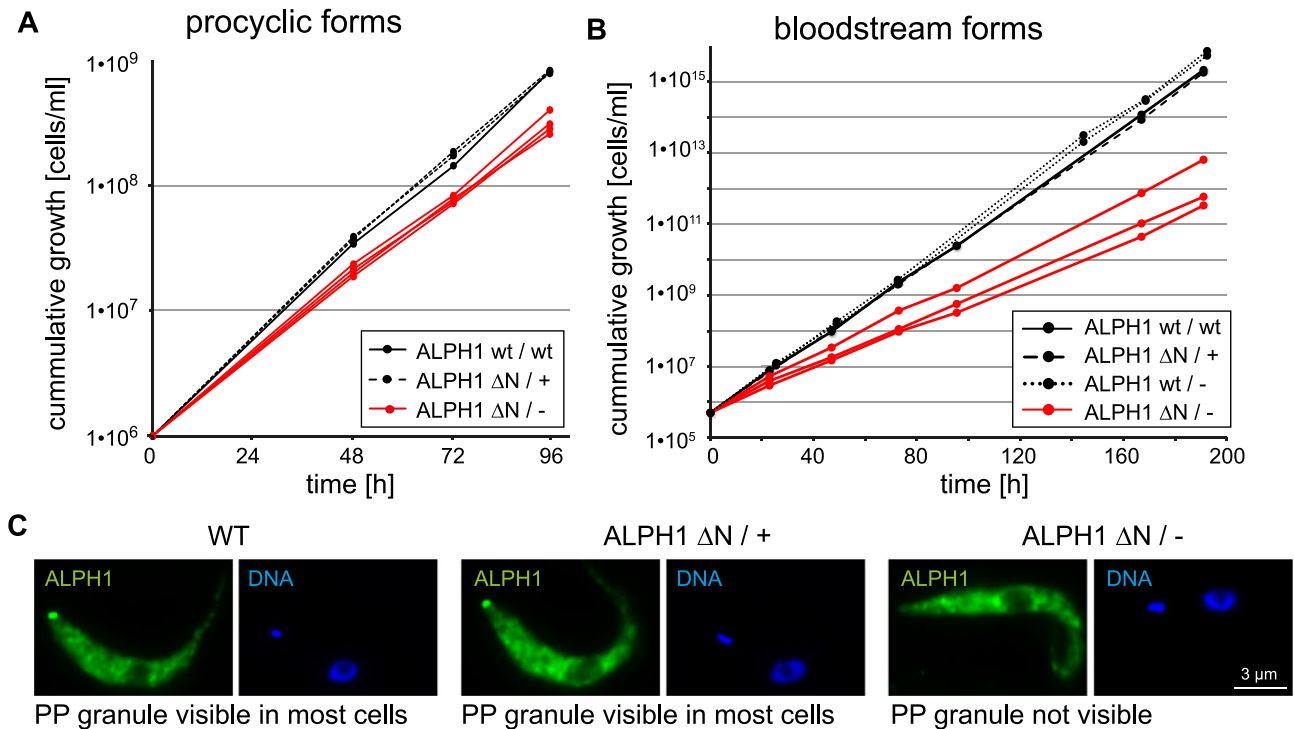 A
procyclic forms
cummulative growth [cells/ml]
1•10⁹
1•10⁸
1•10⁷
1•10⁶
0
24
48
72
96
time [h]
ALPH1 wt / wt
ALPH1 ΔN / +
ALPH1 ΔN / -
B
bloodstream forms
cummulative growth [cells/ml]
1•10¹⁵
1•10¹³
1•10¹¹
1•10⁹
1•10⁷
1•10⁵
0
40
80
120
160
200
time [h]
ALPH1 wt / wt
ALPH1 ΔN / +
ALPH1 wt / -
ALPH1 ΔN / -
C
WT
ALPH1
DNA
PP granule visible in most cells
ALPH1 ΔN / +
ALPH1
DNA
PP granule visible in most cells
ALPH1 ΔN / -
ALPH1
DNA
3 µm
PP granule not visible